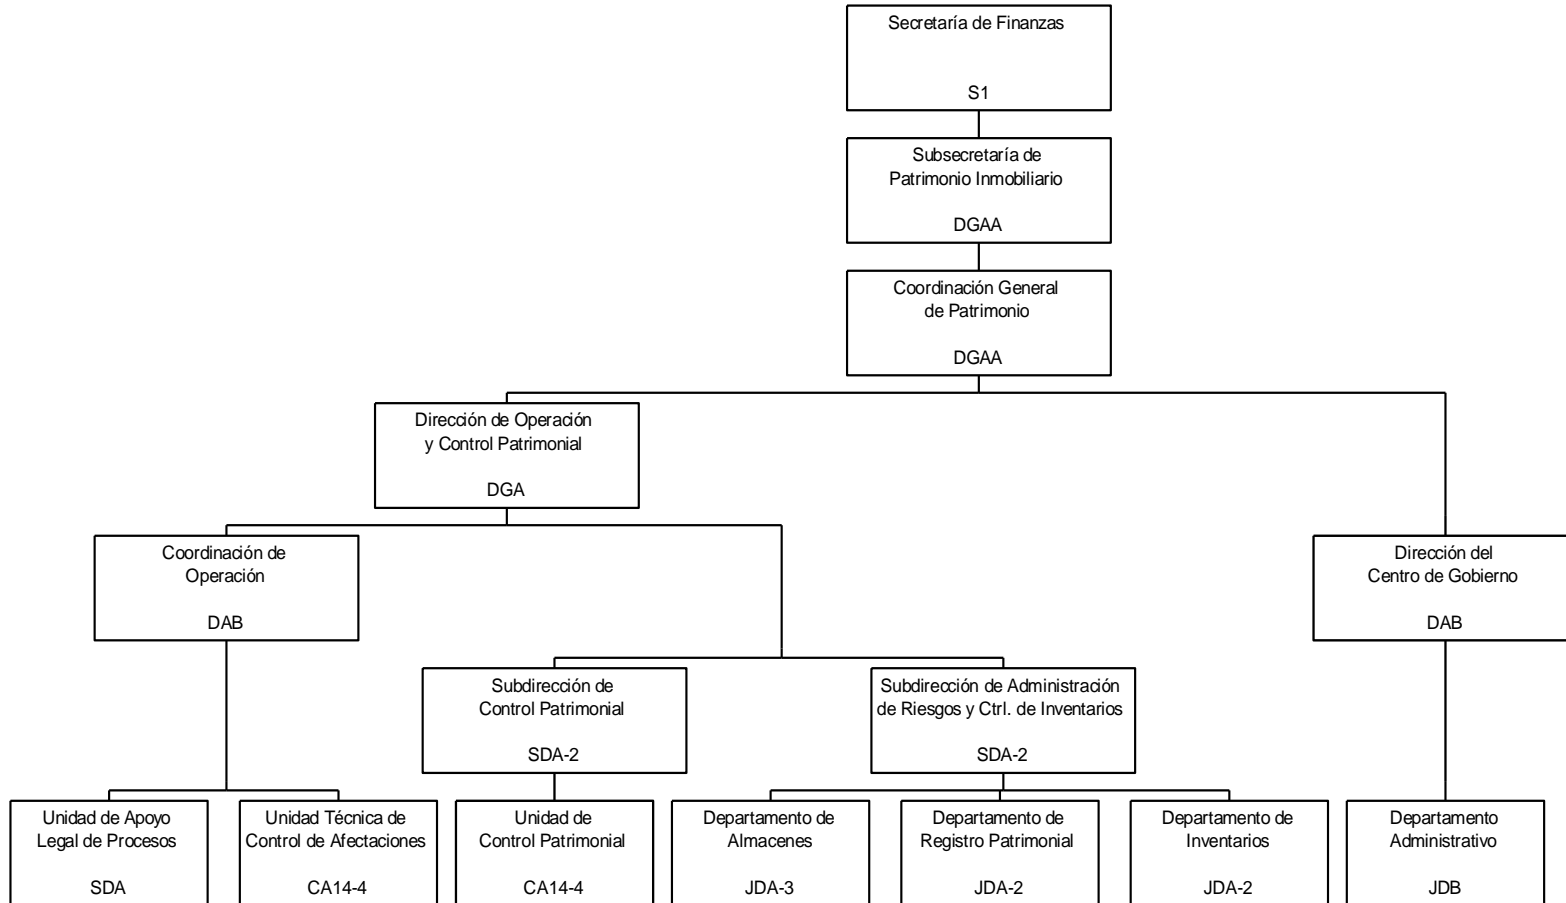 Secretaría de Finanzas
S1
Subsecretaría de
Patrimonio Inmobiliario
DGAA
Coordinación General
de Patrimonio
DGAA
Dirección de Operación
y Control Patrimonial
DGA
Coordinación de
Operación
DAB
Dirección del
Centro de Gobierno
DAB
Subdirección de
Control Patrimonial
SDA-2
Subdirección de Administración
de Riesgos y Ctrl. de Inventarios
SDA-2
Unidad de Apoyo
Legal de Procesos
SDA
Unidad Técnica de
Control de Afectaciones
CA14-4
Unidad de
Control Patrimonial
CA14-4
Departamento de
Almacenes
JDA-3
Departamento de
Registro Patrimonial
JDA-2
Departamento de
Inventarios
JDA-2
Departamento
Administrativo
JDB